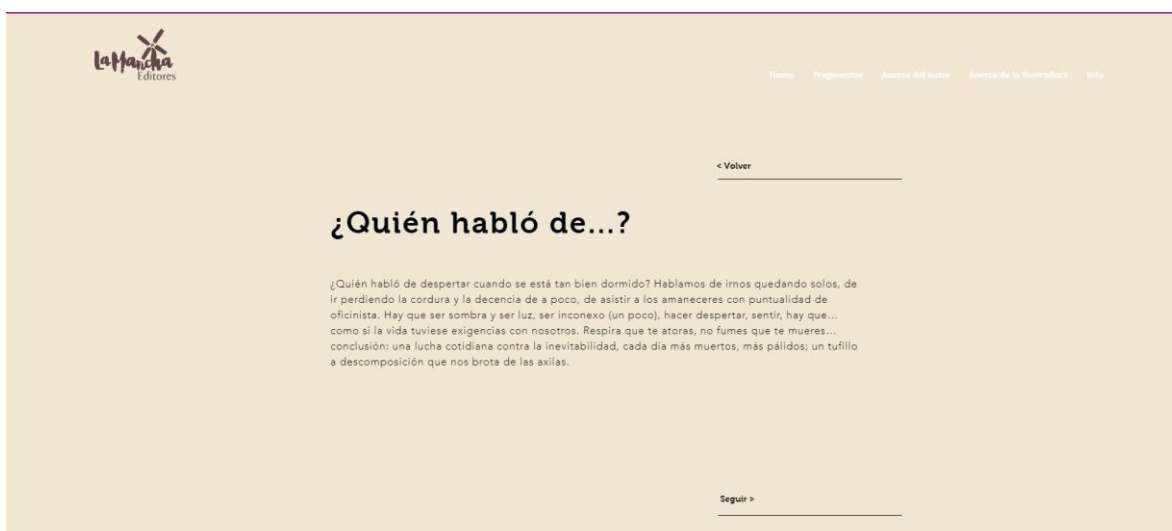 La Mancha
Editores
Home Fragmentos Acerca del autor Acerca de la ilustradora Info
< Volver
¿Quién habló de...?
¿Quién habló de despertar cuando se está tan bien dormido? Hablamos de irnos quedando solos, de
ir perdiendo la cordura y la decencia de a poco, de asistir a los amaneceres con puntualidad de
oficinista. Hay que ser sombra y ser luz, ser inconexo (un poco), hacer despertar, sentir, hay que...
como si la vida tuviese exigencias con nosotros. Respira que te atoras, no fumes que te mueres...
conclusión: una lucha cotidiana contra la inevitabilidad, cada día más muertos, más pálidos; un tufillo
a descomposición que nos brota de las axilas.
Seguir >